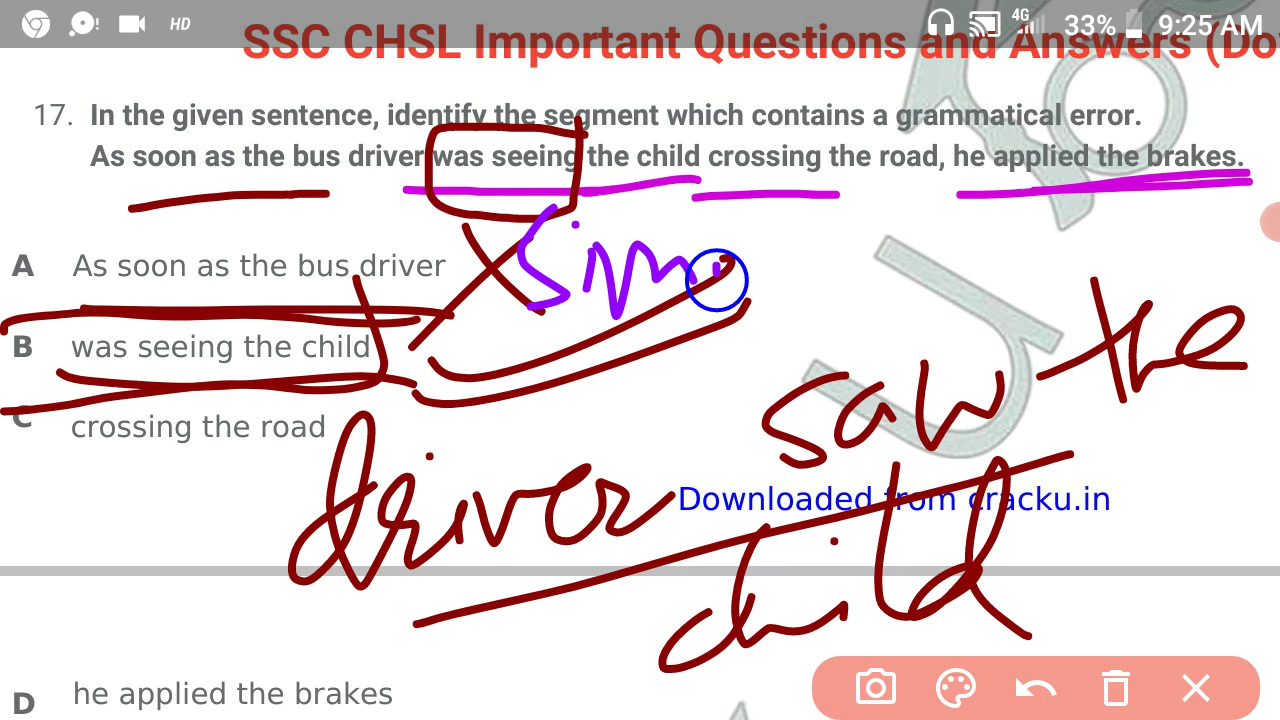 HD 4G 33% 9:25 AM
SSC CHSL Important Questions and Answers (Do
17. In the given sentence, identify the segment which contains a grammatical error.
As soon as the bus driver was seeing the child crossing the road, he applied the brakes.
A As soon as the bus driver
Sim
B was seeing the child
saw the
C crossing the road
driver
Downloaded from cracku.in
child
D he applied the brakes